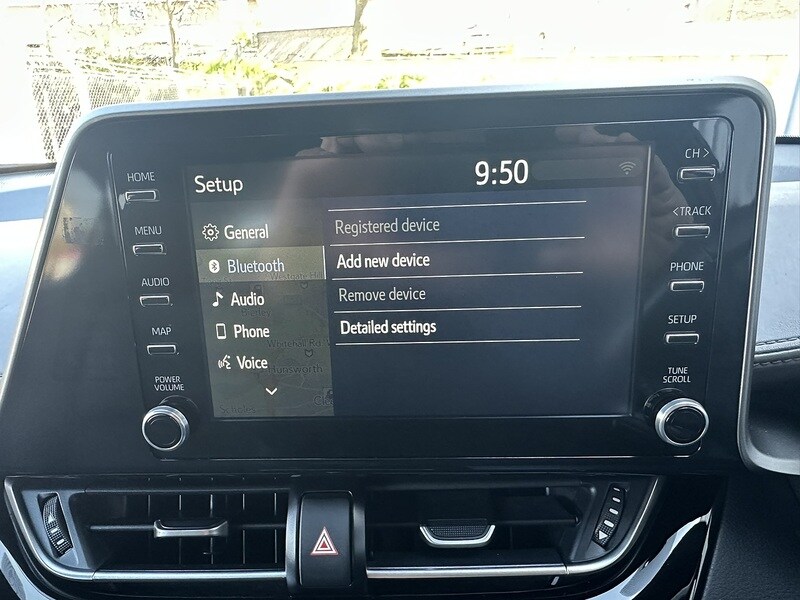 HOME
MENU
AUDIO
MAP
POWER
VOLUME
Setup
9:50
General
Bluetooth
Audio
Phone
Voice
Registered device
Add new device
Remove device
Detailed settings
Hunsworth
CH >
< TRACK
PHONE
SETUP
TUNE
SCROLL